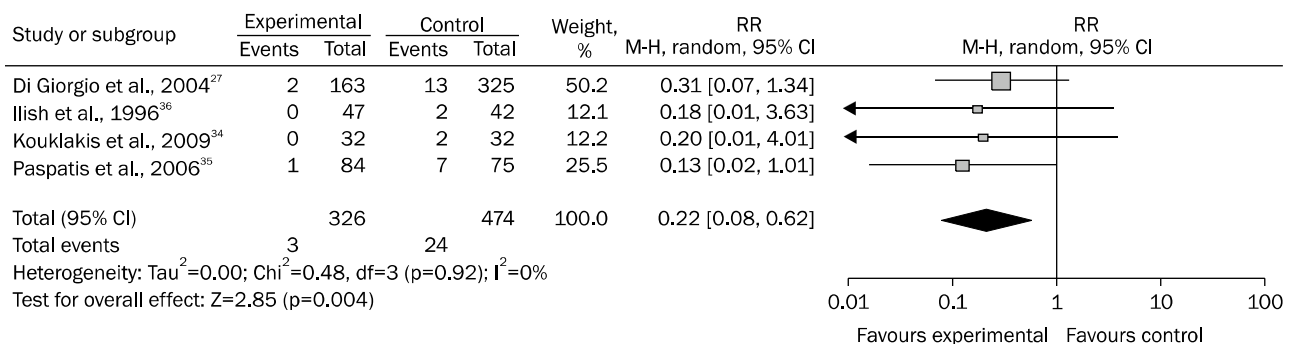 Study or subgroup Experimental Control Weight, % RR M-H, random, 95% CI RR M-H, random, 95% CI
Events Total Events Total
Di Giorgio et al., 2004²⁷ 2 163 13 325 50.2 0.31 [0.07, 1.34]
Ilish et al., 1996³⁶ 0 47 2 42 12.1 0.18 [0.01, 3.63]
Kouklakis et al., 2009³⁴ 0 32 2 32 12.2 0.20 [0.01, 4.01]
Paspatis et al., 2006³⁵ 1 84 7 75 25.5 0.13 [0.02, 1.01]
Total (95% CI) 326 474 100.0 0.22 [0.08, 0.62]
Total events 3 24
Heterogeneity: Tau²=0.00; Chi²=0.48, df=3 (p=0.92); I²=0%
Test for overall effect: Z=2.85 (p=0.004)
0.01 0.1 1 10 100
Favours experimental Favours control